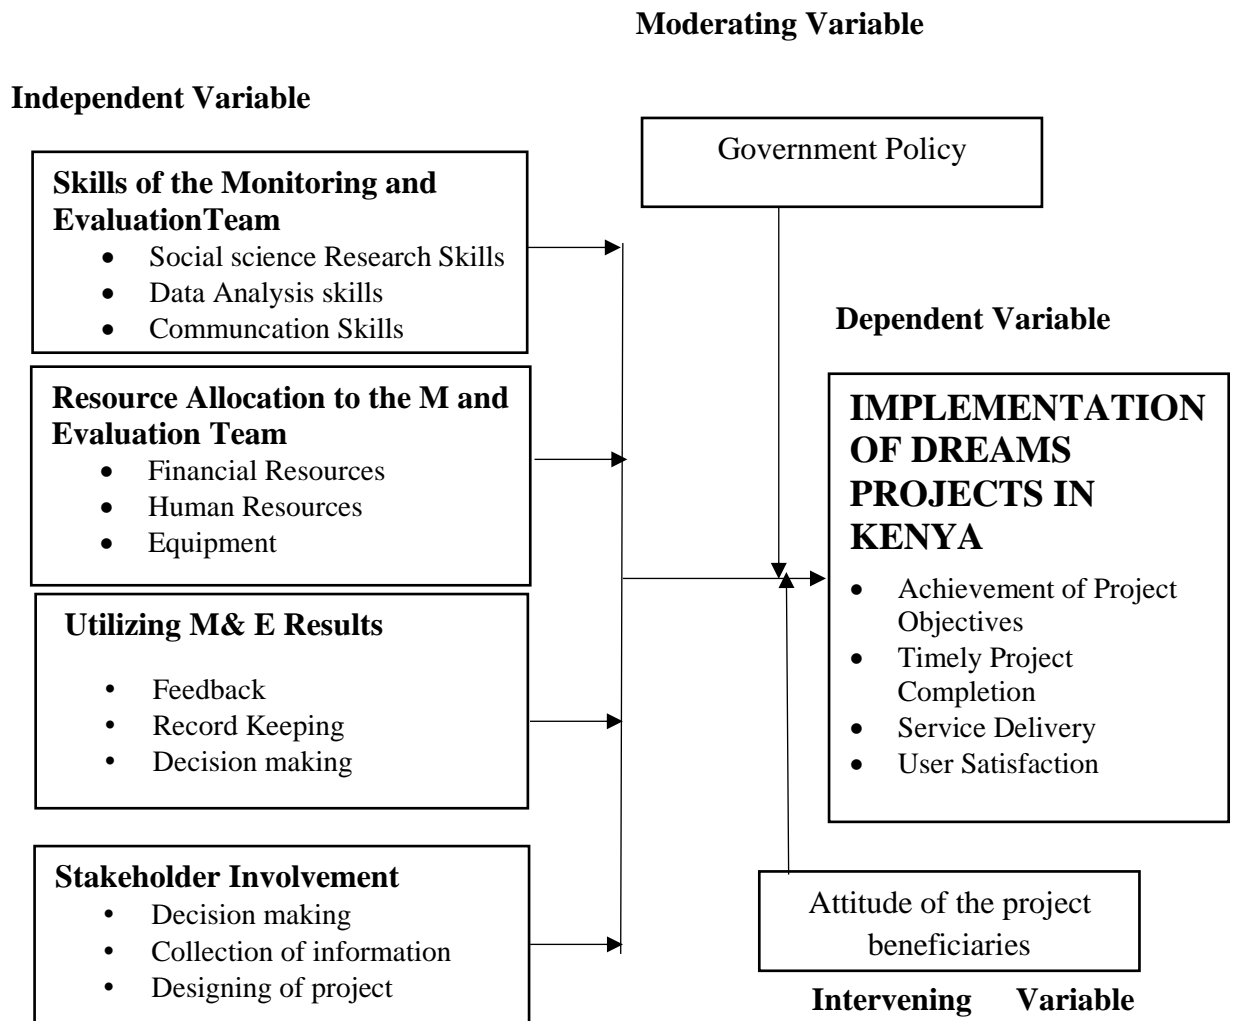 Moderating Variable
Independent Variable
Government Policy
Skills of the Monitoring and
EvaluationTeam
• Social science Research Skills
• Data Analysis skills
• Communcation Skills
Dependent Variable
Resource Allocation to the M and
Evaluation Team
• Financial Resources
• Human Resources
• Equipment
IMPLEMENTATION
OF DREAMS
PROJECTS IN
KENYA
• Achievement of Project
Objectives
• Timely Project
Completion
• Service Delivery
• User Satisfaction
Utilizing M& E Results
• Feedback
• Record Keeping
• Decision making
Stakeholder Involvement
• Decision making
• Collection of information
• Designing of project
Attitude of the project
beneficiaries
Intervening Variable